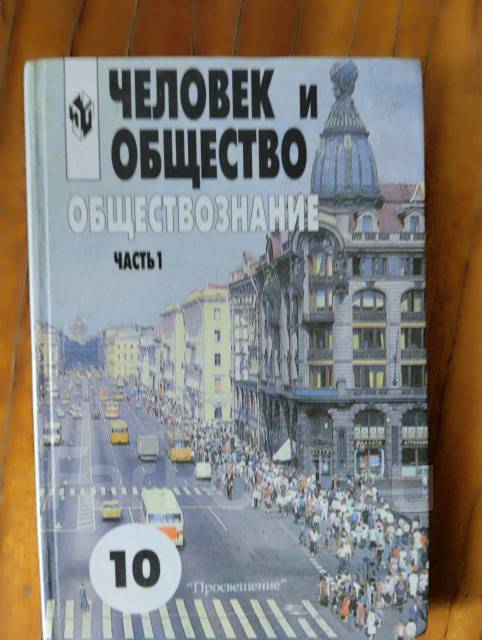 ЧЕЛОВЕК и
ОБЩЕСТВО
ОБЩЕСТВОЗНАНИЕ
ЧАСТЬ 1
10
"Просвещение"